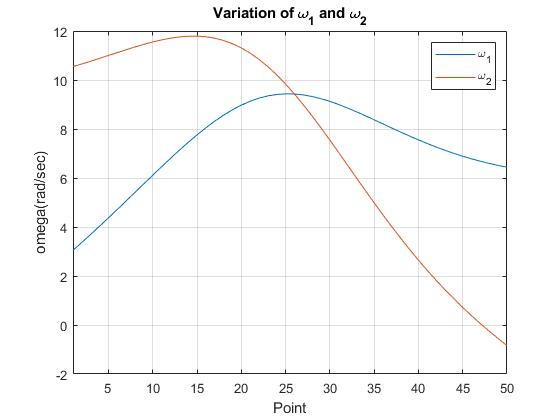 Variation of ω1 and ω2
12
10
8
6
4
2
0
-2
omega(rad/sec)
ω1
ω2
5 10 15 20 25 30 35 40 45 50
Point